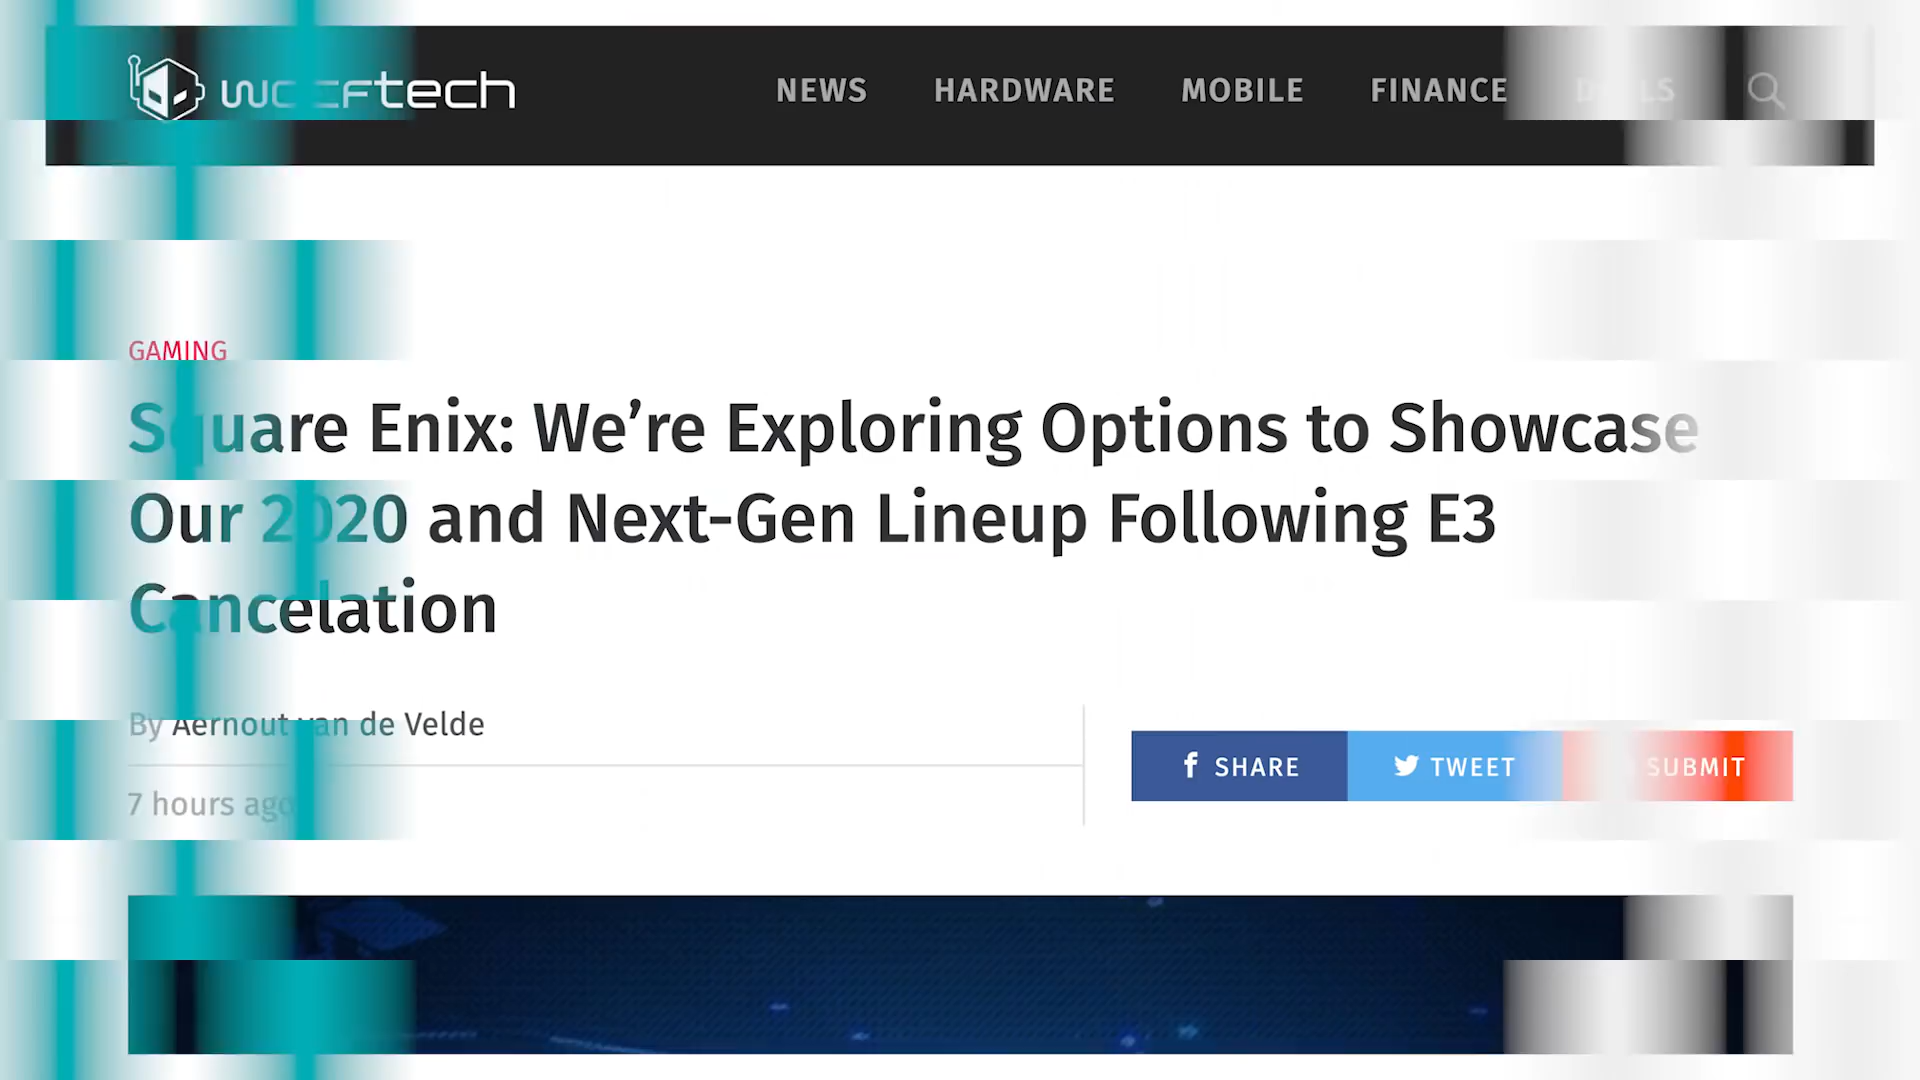 wccftech
NEWS HARDWARE MOBILE FINANCE DEALS
GAMING
Square Enix: We’re Exploring Options to Showcase
Our 2020 and Next-Gen Lineup Following E3
Cancelation
By Aernout van de Velde
SHARE TWEET SUBMIT
7 hours ago